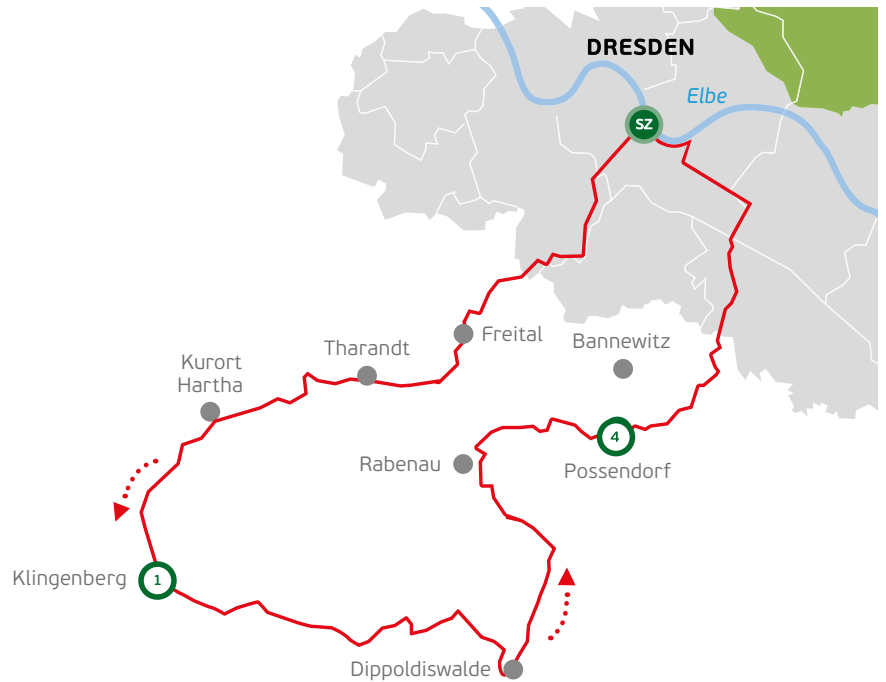 DRESDEN
Elbe
SZ
Freital
Bannewitz
Tharandt
Kurort
Hartha
4
Rabenau
Possendorf
Klingenberg
1
Dippoldiswalde